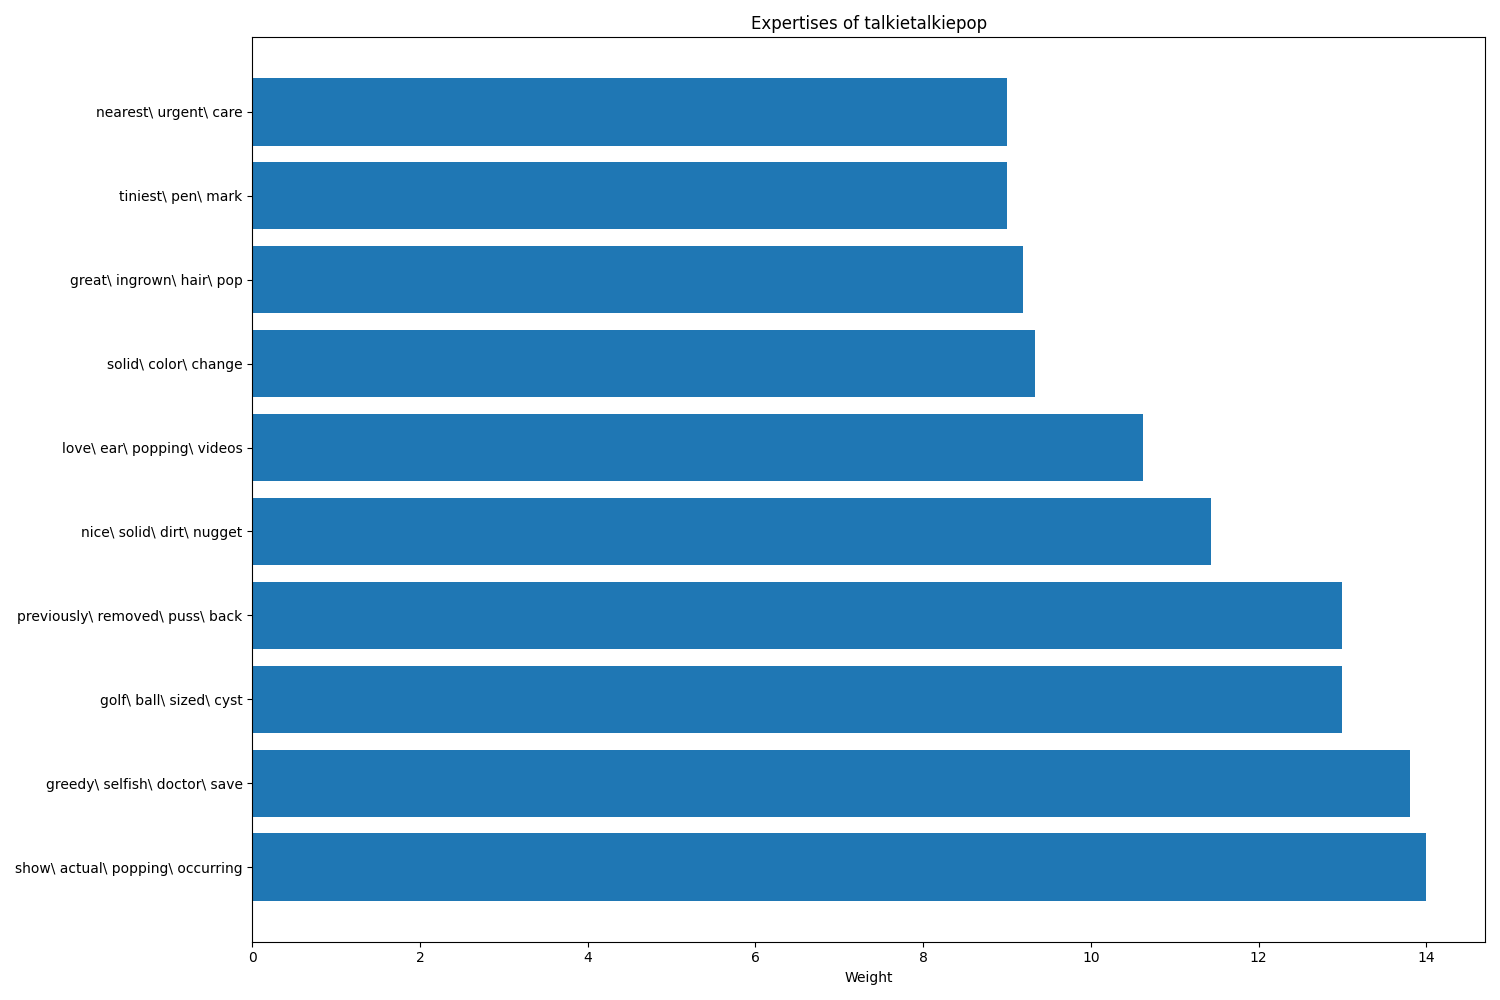 Expertises of talkietalkiepop
nearest\ urgent\ care
tiniest\ pen\ mark
great\ ingrown\ hair\ pop
solid\ color\ change
love\ ear\ popping\ videos
nice\ solid\ dirt\ nugget
previously\ removed\ puss\ back
golf\ ball\ sized\ cyst
greedy\ selfish\ doctor\ save
show\ actual\ popping\ occurring
0 2 4 6 8 10 12 14
Weight